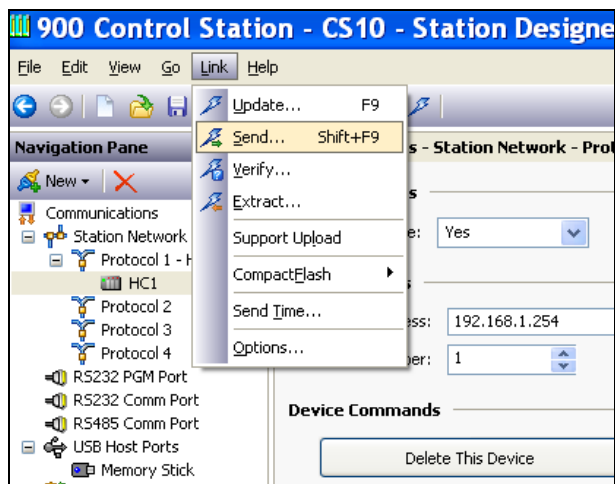 900 Control Station - CS10 - Station Designe
File Edit View Go Link Help
Update... F9
Navigation Pane
Send... Shift+F9
s - Station Network - Prot
New
Verify...
s
Extract...
Communications
Station Network
Support Upload
e: Yes
Protocol 1 - H
HC1
CompactFlash
s
Protocol 2
Send Time...
ess: 192.168.1.254
Protocol 3
Protocol 4
Options...
ber: 1
RS232 PGM Port
RS232 Comm Port
RS485 Comm Port
Device Commands
USB Host Ports
Memory Stick
Delete This Device